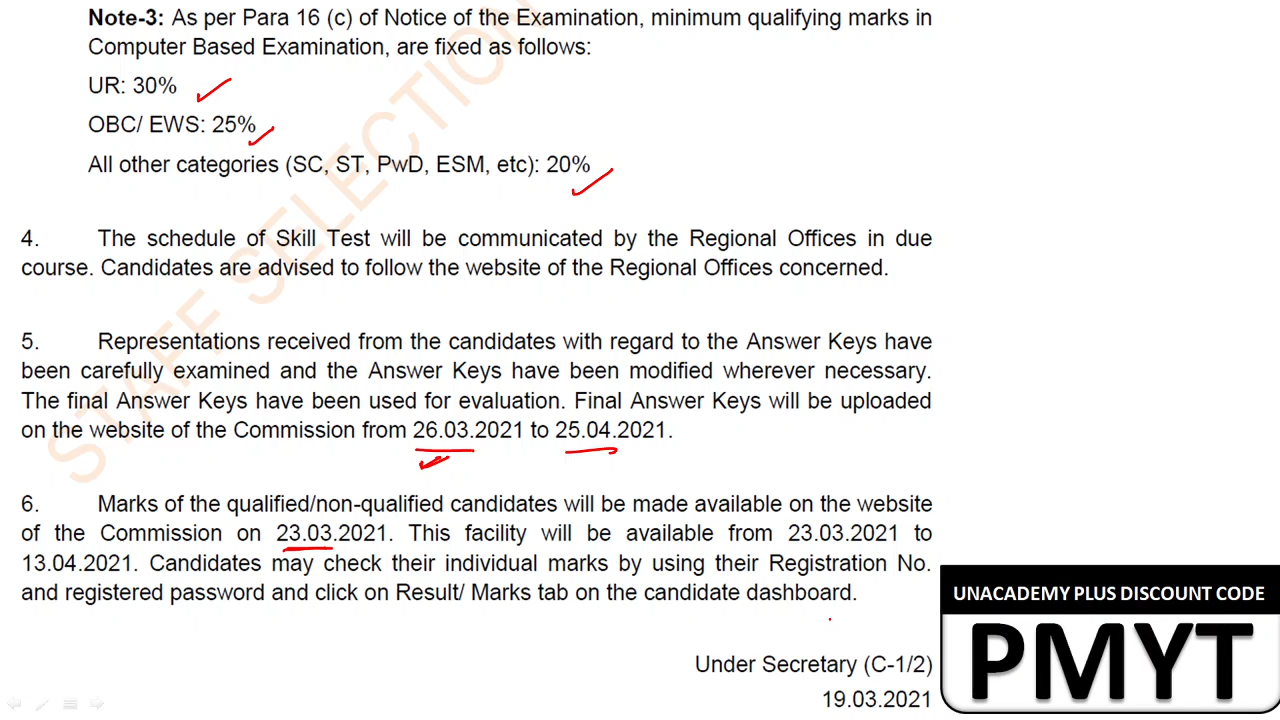 Note-3: As per Para 16 (c) of Notice of the Examination, minimum qualifying marks in
Computer Based Examination, are fixed as follows:
UR: 30%
OBC/ EWS: 25%
All other categories (SC, ST, PwD, ESM, etc): 20%
4. The schedule of Skill Test will be communicated by the Regional Offices in due
course. Candidates are advised to follow the website of the Regional Offices concerned.
5. Representations received from the candidates with regard to the Answer Keys have
been carefully examined and the Answer Keys have been modified wherever necessary.
The final Answer Keys have been used for evaluation. Final Answer Keys will be uploaded
on the website of the Commission from 26.03.2021 to 25.04.2021.
6. Marks of the qualified/non-qualified candidates will be made available on the website
of the Commission on 23.03.2021. This facility will be available from 23.03.2021 to
13.04.2021. Candidates may check their individual marks by using their Registration No.
and registered password and click on Result/ Marks tab on the candidate dashboard.
Under Secretary (C-1/2)
19.03.2021
STAFF SELECTION
UNACADEMY PLUS DISCOUNT CODE
PMYT